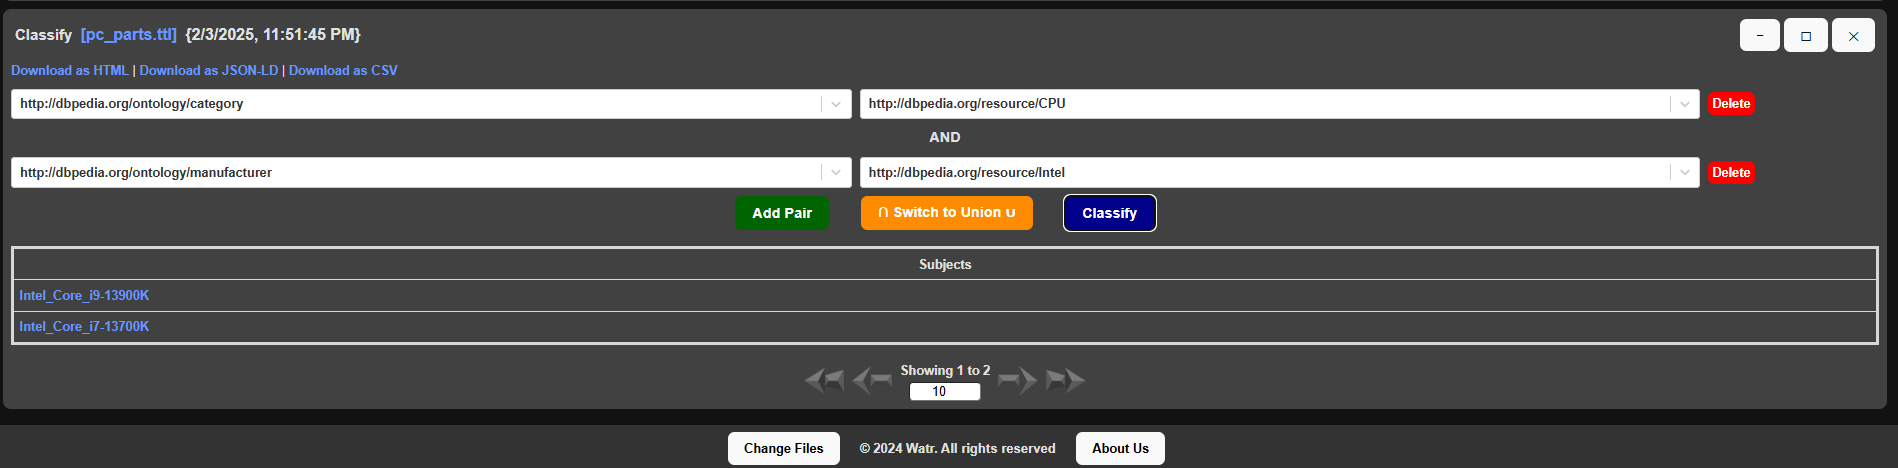 Classify [pc_parts.ttl] {2/3/2025, 11:51:45 PM}
Download as HTML | Download as JSON-LD | Download as CSV
http://dbpedia.org/ontology/category http://dbpedia.org/resource/CPU Delete
AND
http://dbpedia.org/ontology/manufacturer http://dbpedia.org/resource/Intel Delete
Add Pair ∩ Switch to Union ∪ Classify
Subjects
Intel_Core_i9-13900K
Intel_Core_i7-13700K
Showing 1 to 2
10
Change Files © 2024 Watr. All rights reserved About Us